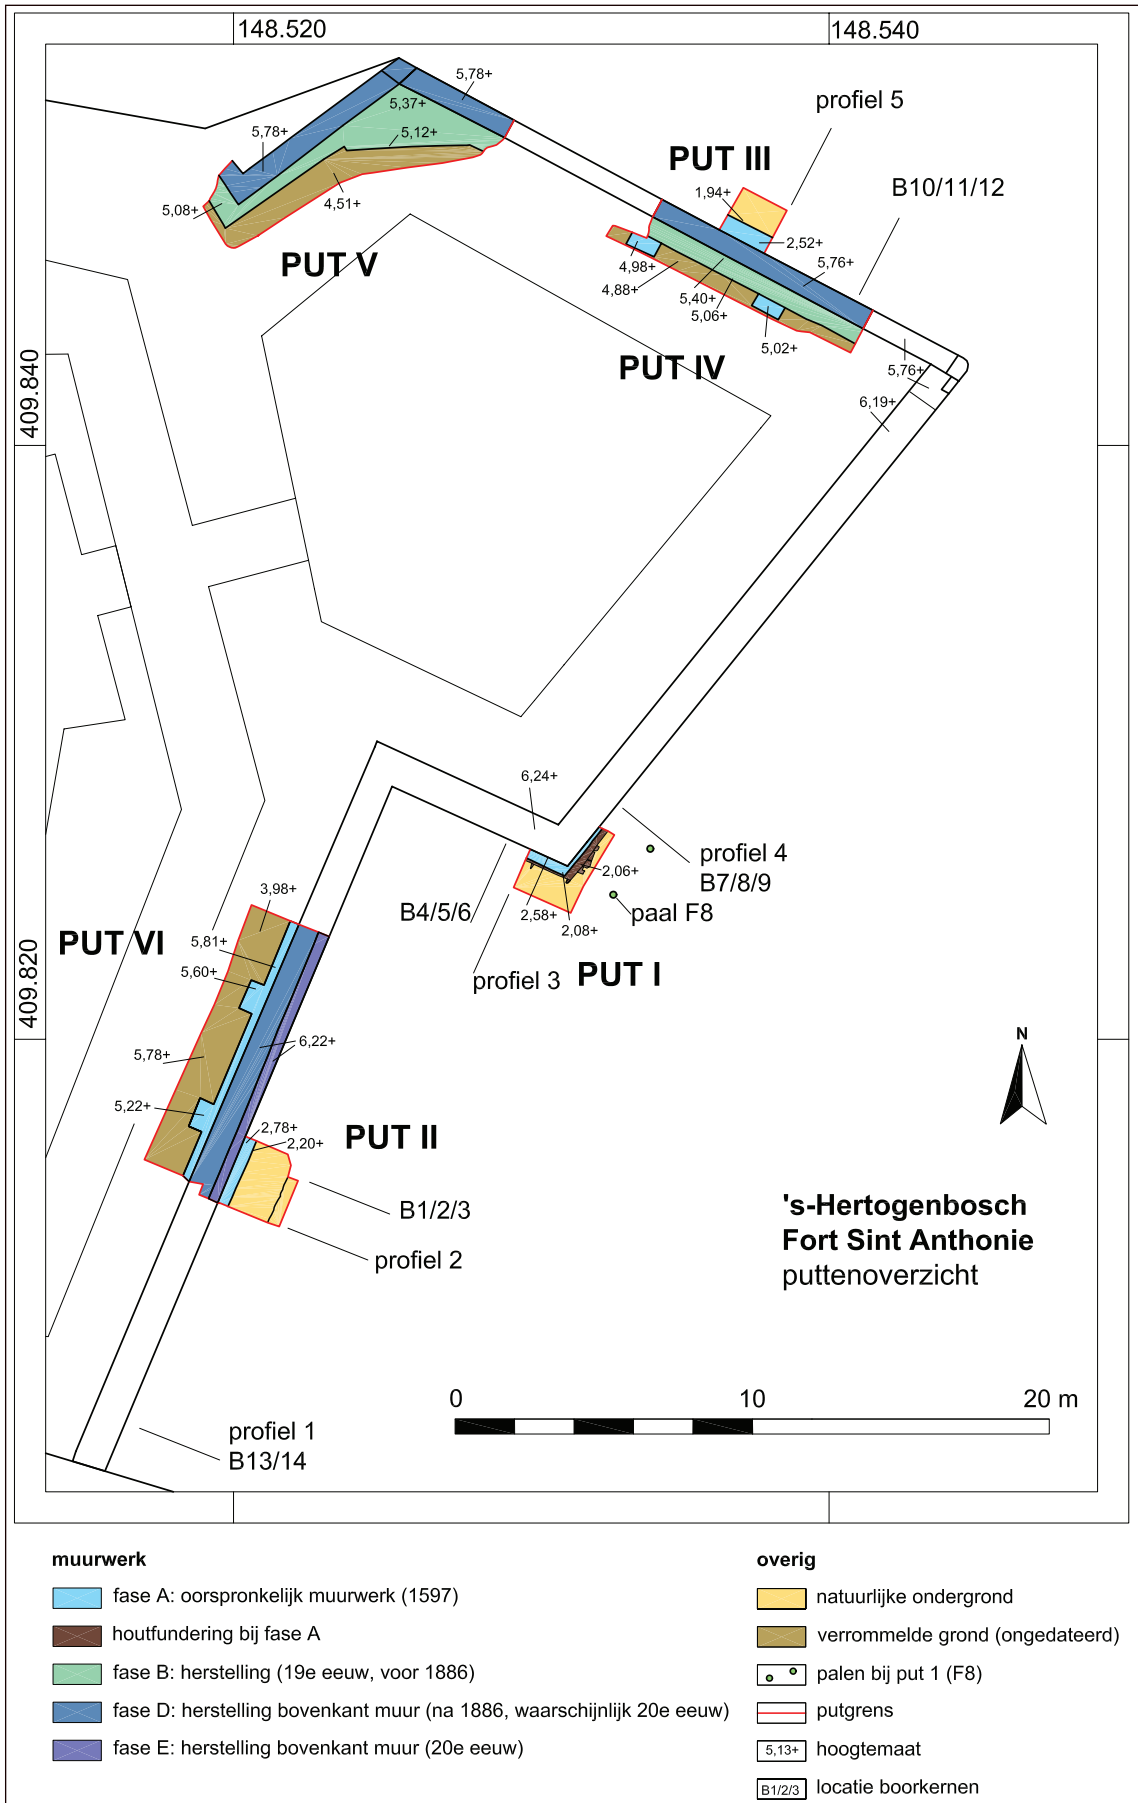 148.520
148.540
5,78+
profiel 5
5,37+
5,78+
5,12+
PUT III
1,94+
B10/11/12
4,51+
5,08+
2,52+
PUT V
4,98+
5,76+
4,88+
5,40+
5,06+
5,02+
PUT IV
5,76+
409.840
6,19+
6,24+
profiel 4
B7/8/9
2,06+
3,98+
B4/5/6
2,58+
paal F8
2,08+
PUT VI
5,81+
5,60+
profiel 3
PUT I
409.820
6,22+
5,78+
N
5,22+
2,78+
2,20+
PUT II
B1/2/3
profiel 2
's-Hertogenbosch
Fort Sint Anthonie
puttenoverzicht
0
10
20 m
profiel 1
B13/14
muurwerk
fase A: oorspronkelijk muurwerk (1597)
houtfundering bij fase A
fase B: herstelling (19e eeuw, voor 1886)
fase D: herstelling bovenkant muur (na 1886, waarschijnlijk 20e eeuw)
fase E: herstelling bovenkant muur (20e eeuw)
overig
natuurlijke ondergrond
verrommelde grond (ongedateerd)
palen bij put 1 (F8)
putgrens
5,13+ hoogtemaat
B1/2/3 locatie boorkernen